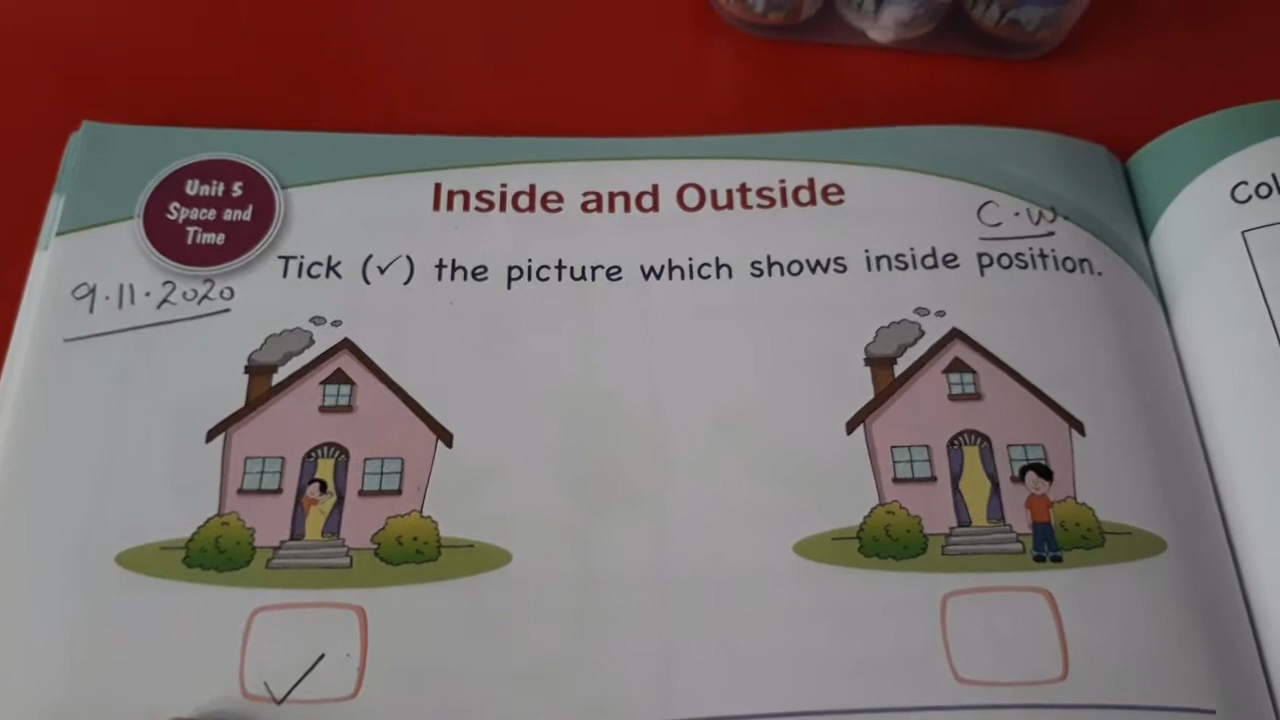 Unit 5
Space and
Time
Inside and Outside
C.W.
Tick (✓) the picture which shows inside position.
9.11.2020
Col